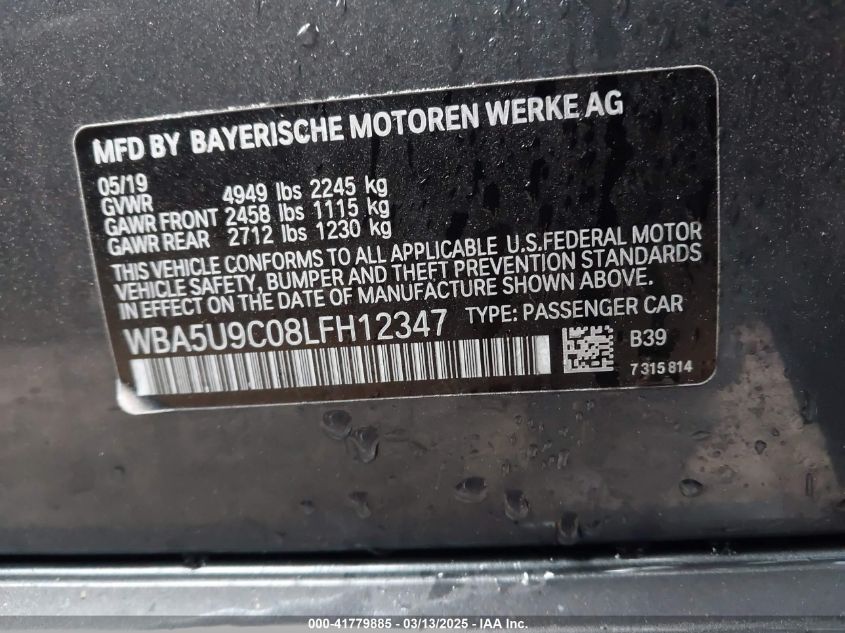 MFD BY BAYERISCHE MOTOREN WERKE AG
05/19
GVWR 4949 lbs 2245 kg
GAWR FRONT 2458 lbs 1115 kg
GAWR REAR 2712 lbs 1230 kg
THIS VEHICLE CONFORMS TO ALL APPLICABLE U.S.FEDERAL MOTOR
VEHICLE SAFETY, BUMPER AND THEFT PREVENTION STANDARDS
IN EFFECT ON THE DATE OF MANUFACTURE SHOWN ABOVE.
WBA5U9C08LFH12347 TYPE: PASSENGER CAR
B39
7315814
000-41779885 - 03/13/2025 - IAAI.COM.